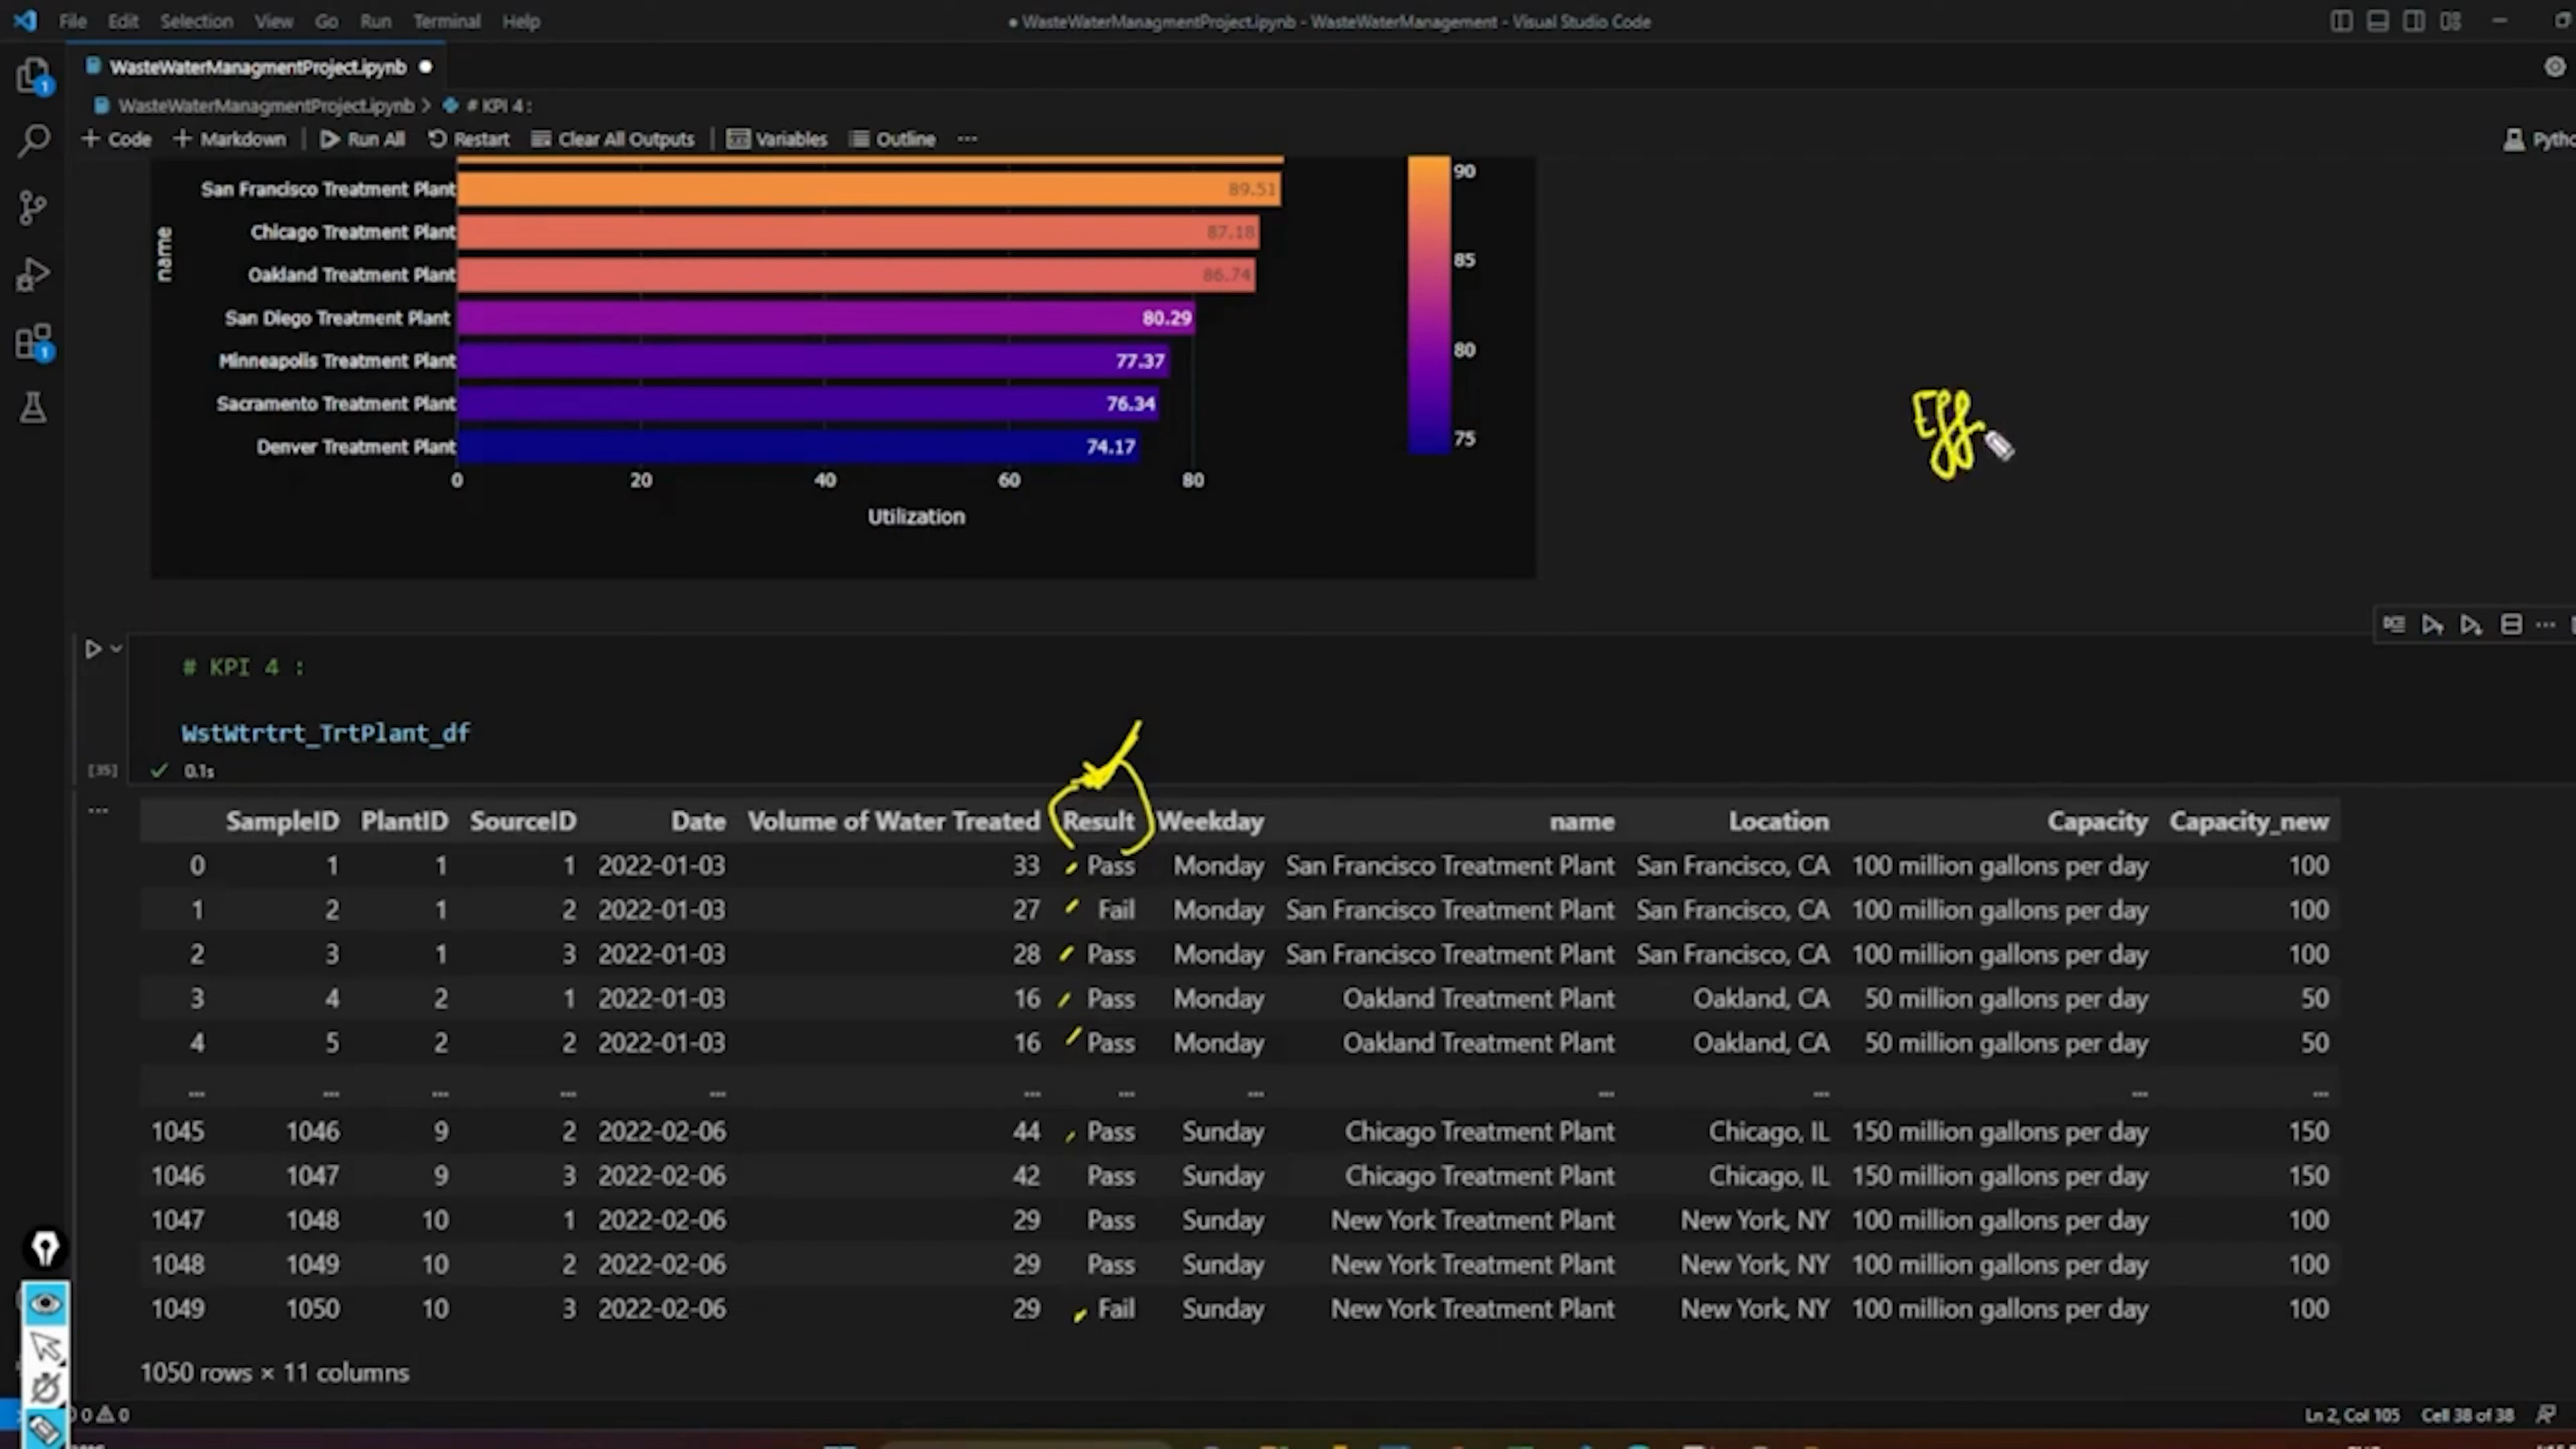 File Edit Selection View Go Run Terminal Help
● WasteWaterManagmentProject.ipynb - WasteWaterManagement - Visual Studio Code
WasteWaterManagmentProject.ipynb ●
WasteWaterManagmentProject.ipynb > # KPI 4 :
+ Code + Markdown | Run All Restart Clear All Outputs | Variables Outline ...
name
San Francisco Treatment Plant 89.51
Chicago Treatment Plant 87.18
Oakland Treatment Plant 86.74
San Diego Treatment Plant 80.29
Minneapolis Treatment Plant 77.37
Sacramento Treatment Plant 76.34
Denver Treatment Plant 74.17
0 20 40 60 80
Utilization
90
85
80
75
Eff.
# KPI 4 :
WstWtrtrt_TrtPlant_df
[35] ✓ 0.1s
SampleID PlantID SourceID Date Volume of Water Treated Result Weekday name Location Capacity Capacity_new
0 1 1 1 2022-01-03 33 Pass Monday San Francisco Treatment Plant San Francisco, CA 100 million gallons per day 100
1 2 1 2 2022-01-03 27 Fail Monday San Francisco Treatment Plant San Francisco, CA 100 million gallons per day 100
2 3 1 3 2022-01-03 28 Pass Monday San Francisco Treatment Plant San Francisco, CA 100 million gallons per day 100
3 4 2 1 2022-01-03 16 Pass Monday Oakland Treatment Plant Oakland, CA 50 million gallons per day 50
4 5 2 2 2022-01-03 16 Pass Monday Oakland Treatment Plant Oakland, CA 50 million gallons per day 50
... ... ... ... ... ... ... ... ... ... ... ...
1045 1046 9 2 2022-02-06 44 Pass Sunday Chicago Treatment Plant Chicago, IL 150 million gallons per day 150
1046 1047 9 3 2022-02-06 42 Pass Sunday Chicago Treatment Plant Chicago, IL 150 million gallons per day 150
1047 1048 10 1 2022-02-06 29 Pass Sunday New York Treatment Plant New York, NY 100 million gallons per day 100
1048 1049 10 2 2022-02-06 29 Pass Sunday New York Treatment Plant New York, NY 100 million gallons per day 100
1049 1050 10 3 2022-02-06 29 Fail Sunday New York Treatment Plant New York, NY 100 million gallons per day 100
1050 rows × 11 columns
0 0 Ln 2, Col 105 Cell 38 of 38